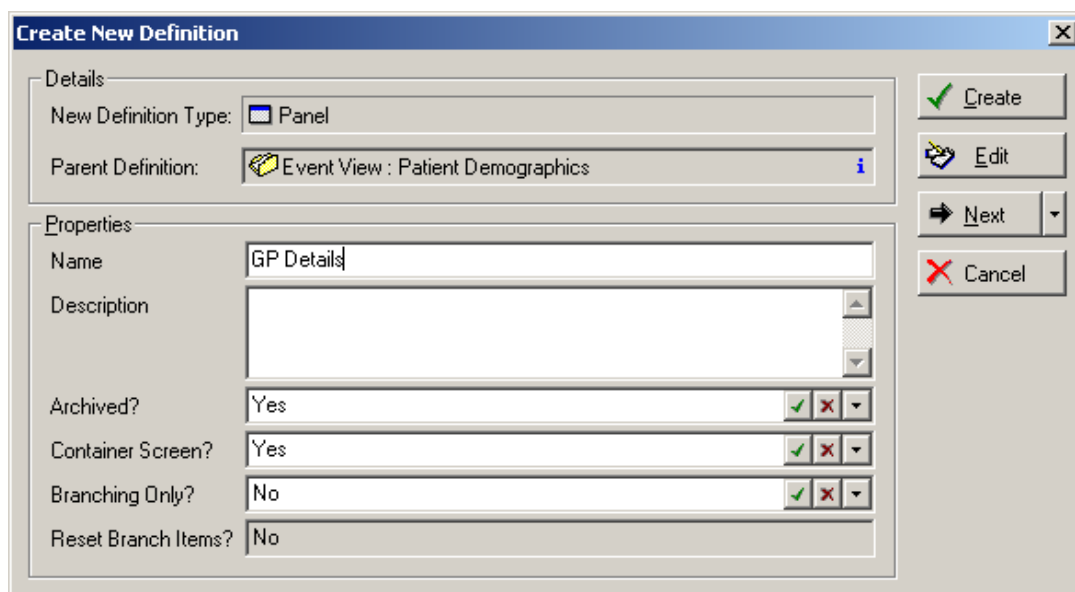 Create New Definition
Details
New Definition Type: Panel
Parent Definition: Event View : Patient Demographics i
Properties
Name GP Details
Description
Archived? Yes
Container Screen? Yes
Branching Only? No
Reset Branch Items? No
Create
Edit
Next
Cancel